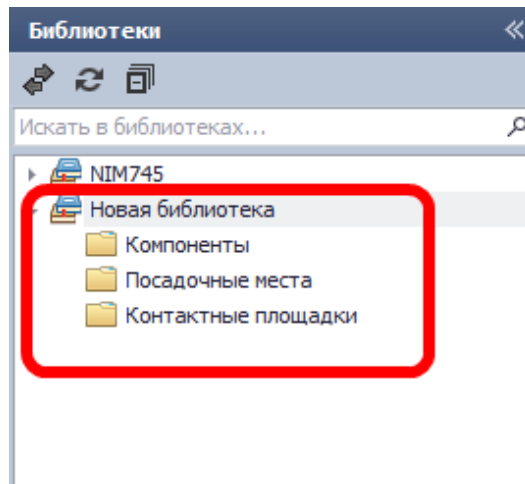 Библиотеки
Искать в библиотеках...
NIM745
Новая библиотека
Компоненты
Посадочные места
Контактные площадки